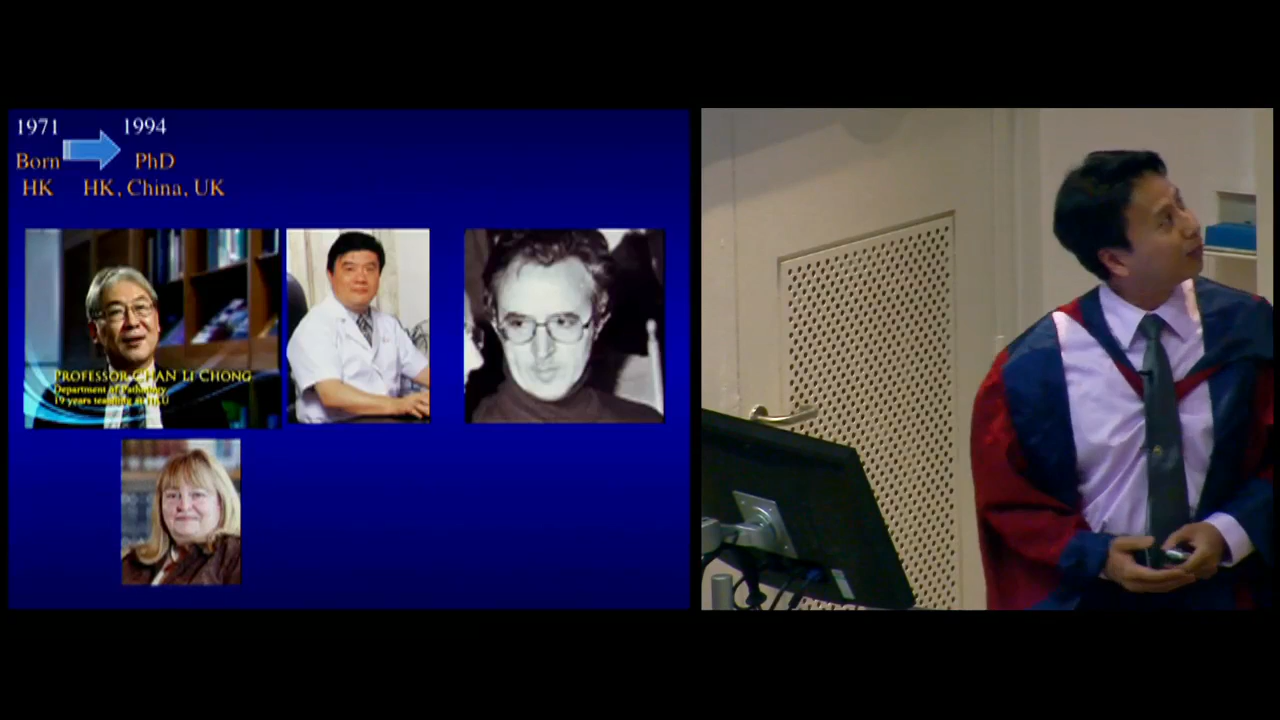 1971
1994
Born
PhD
HK
HK, China, UK
PROFESSOR CHAN LI CHONG
Department of Pathology
19 years teaching at HKU